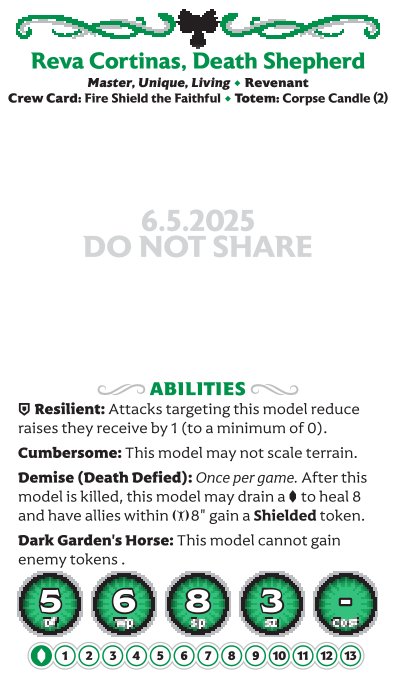 Reva Cortinas, Death Shepherd
Master, Unique, Living ♦ Revenant
Crew Card: Fire Shield the Faithful ♦ Totem: Corpse Candle (2)
6.5.2025
DO NOT SHARE
ABILITIES
Resilient: Attacks targeting this model reduce
raises they receive by 1 (to a minimum of 0).
Cumbersome: This model may not scale terrain.
Demise (Death Defied): Once per game. After this
model is killed, this model may drain a to heal 8
and have allies within 8" gain a Shielded token.
Dark Garden's Horse: This model cannot gain
enemy tokens .
5 6 8 3 -
df wp sp sz cost
1 2 3 4 5 6 7 8 9 10 11 12 13